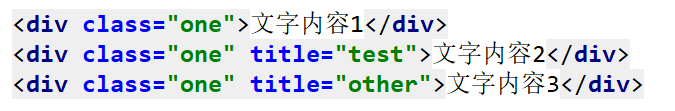 <div class="one">文字内容1</div>
<div class="one" title="test">文字内容2</div>
<div class="one" title="other">文字内容3</div>